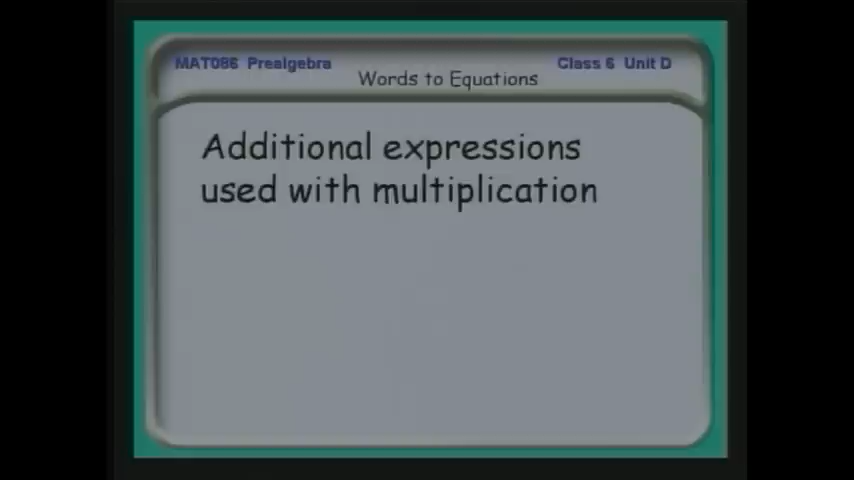 MAT086 Prealgebra
Class 6 Unit D
Words to Equations
Additional expressions
used with multiplication